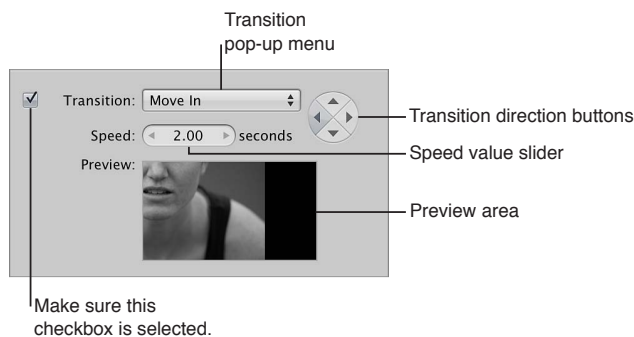 Transition
pop-up menu
Transition: Move In
Transition direction buttons
Speed: 2.00 seconds
Speed value slider
Preview:
Preview area
Make sure this
checkbox is selected.